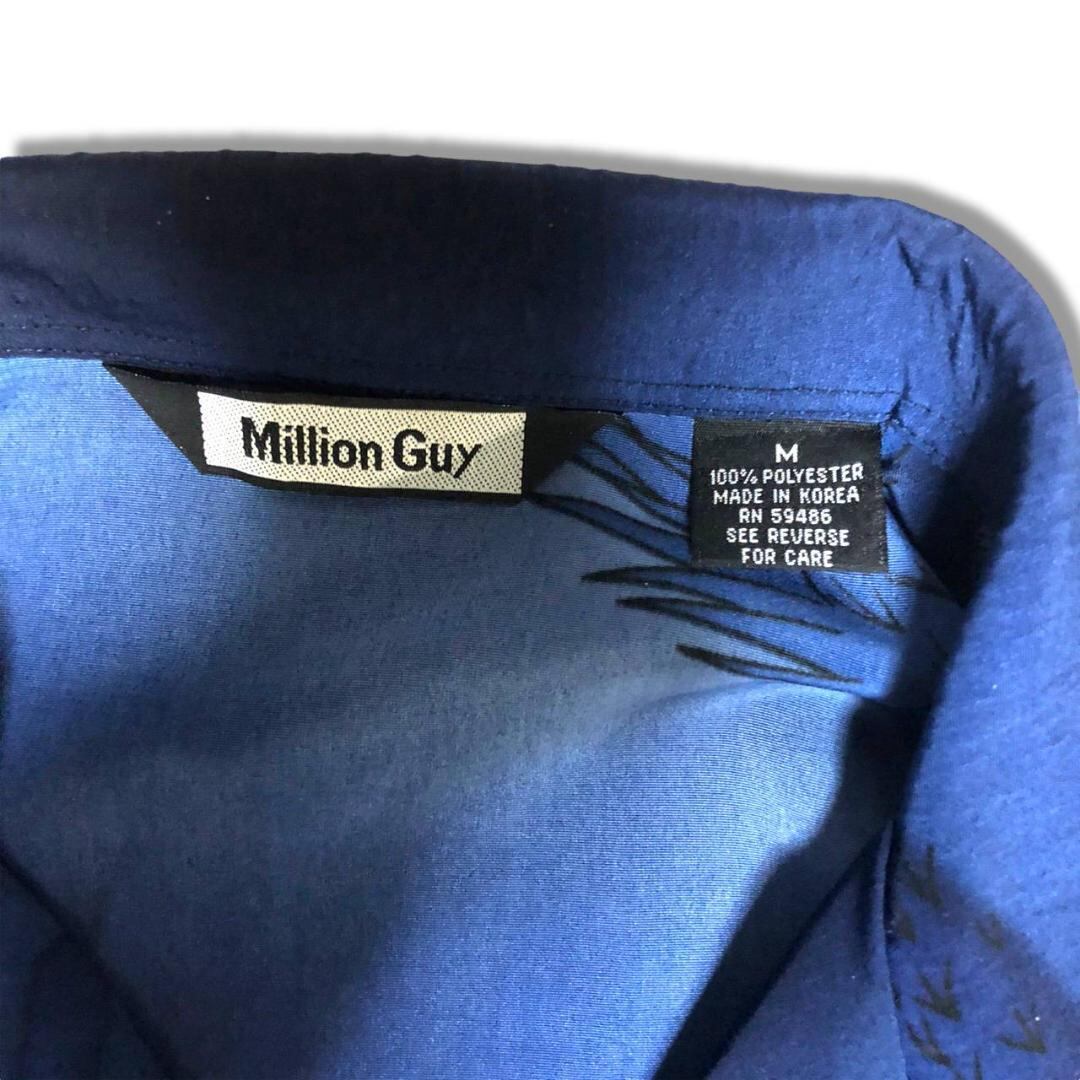 Million Guy
M
100% POLYESTER
MADE IN KOREA
RN 59486
SEE REVERSE
FOR CARE